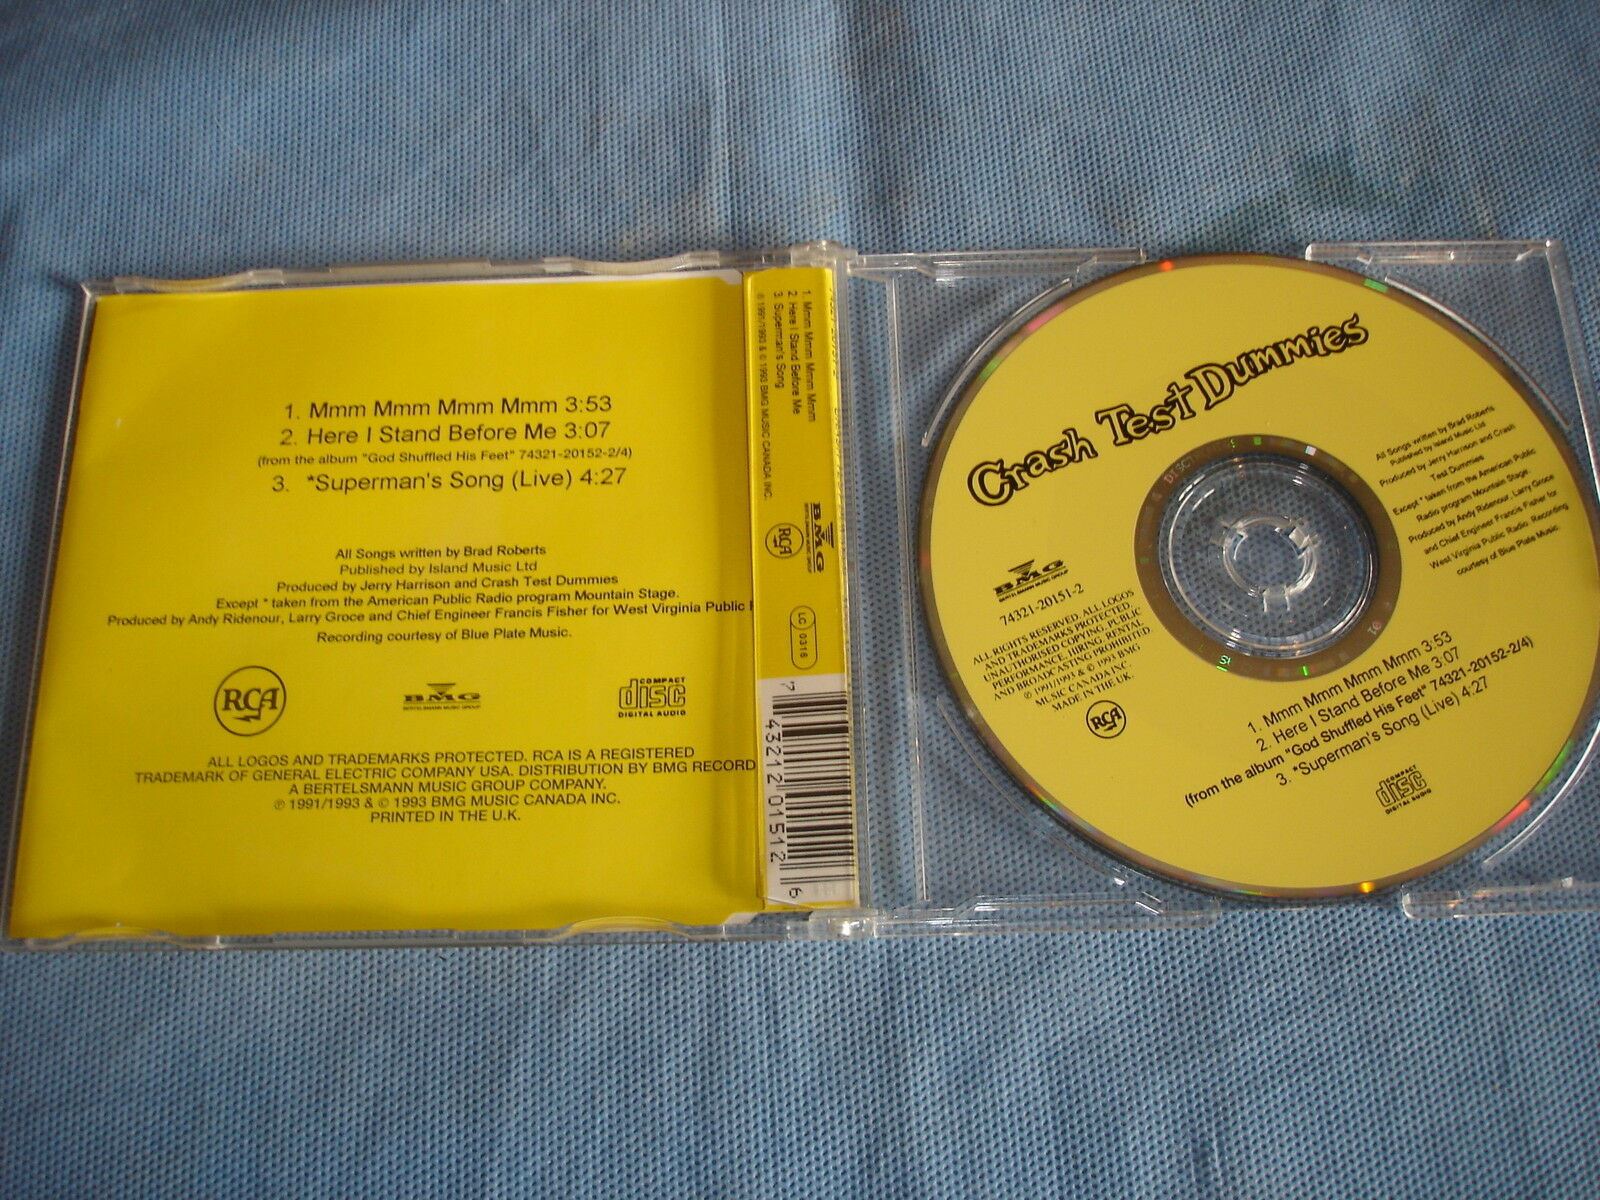 1. Mmm Mmm Mmm Mmm 3:53
2. Here I Stand Before Me 3:07
(from the album "God Shuffled His Feet" 74321-20152-2/4)
3. *Superman's Song (Live) 4:27
All Songs written by Brad Roberts
Published by Island Music Ltd
Produced by Jerry Harrison and Crash Test Dummies
Except * taken from the American Public Radio program Mountain Stage.
Produced by Andy Ridenour, Larry Groce and Chief Engineer Francis Fisher for West Virginia Public
Recording courtesy of Blue Plate Music.
RCA
BMG
BERTELSMANN MUSIC GROUP
COMPACT
disc
DIGITAL AUDIO
ALL LOGOS AND TRADEMARKS PROTECTED. RCA IS A REGISTERED
TRADEMARK OF GENERAL ELECTRIC COMPANY USA. DISTRIBUTION BY BMG RECORD
A BERTELSMANN MUSIC GROUP COMPANY.
℗ 1991/1993 & © 1993 BMG MUSIC CANADA INC.
PRINTED IN THE U.K.
1. Mmm Mmm Mmm Mmm
2. Here I Stand Before Me
3. Superman's Song
℗ 1991/1993 & © 1993 BMG MUSIC CANADA INC.
BMG
BERTELSMANN MUSIC GROUP
RCA
LC 0316
7 43212 01512 6
Crash Test Dummies
All Songs written by Brad Roberts
Published by Island Music Ltd
Produced by Jerry Harrison and Crash
Test Dummies
Except * taken from the American Public
Radio program Mountain Stage.
Produced by Andy Ridenour, Larry Groce
and Chief Engineer Francis Fisher for
West Virginia Public Radio. Recording
courtesy of Blue Plate Music.
BMG
BERTELSMANN MUSIC GROUP
74321-20151-2
ALL RIGHTS RESERVED. ALL LOGOS
AND TRADEMARKS PROTECTED.
UNAUTHORISED COPYING, PUBLIC
PERFORMANCE, HIRING, RENTAL
AND BROADCASTING PROHIBITED.
℗ 1991/1993 & © 1993 BMG
MUSIC CANADA INC.
MADE IN THE UK.
RCA
1. Mmm Mmm Mmm Mmm 3:53
2. Here I Stand Before Me 3:07
(from the album "God Shuffled His Feet" 74321-20152-2/4)
3. *Superman's Song (Live) 4:27
COMPACT
disc
DIGITAL AUDIO